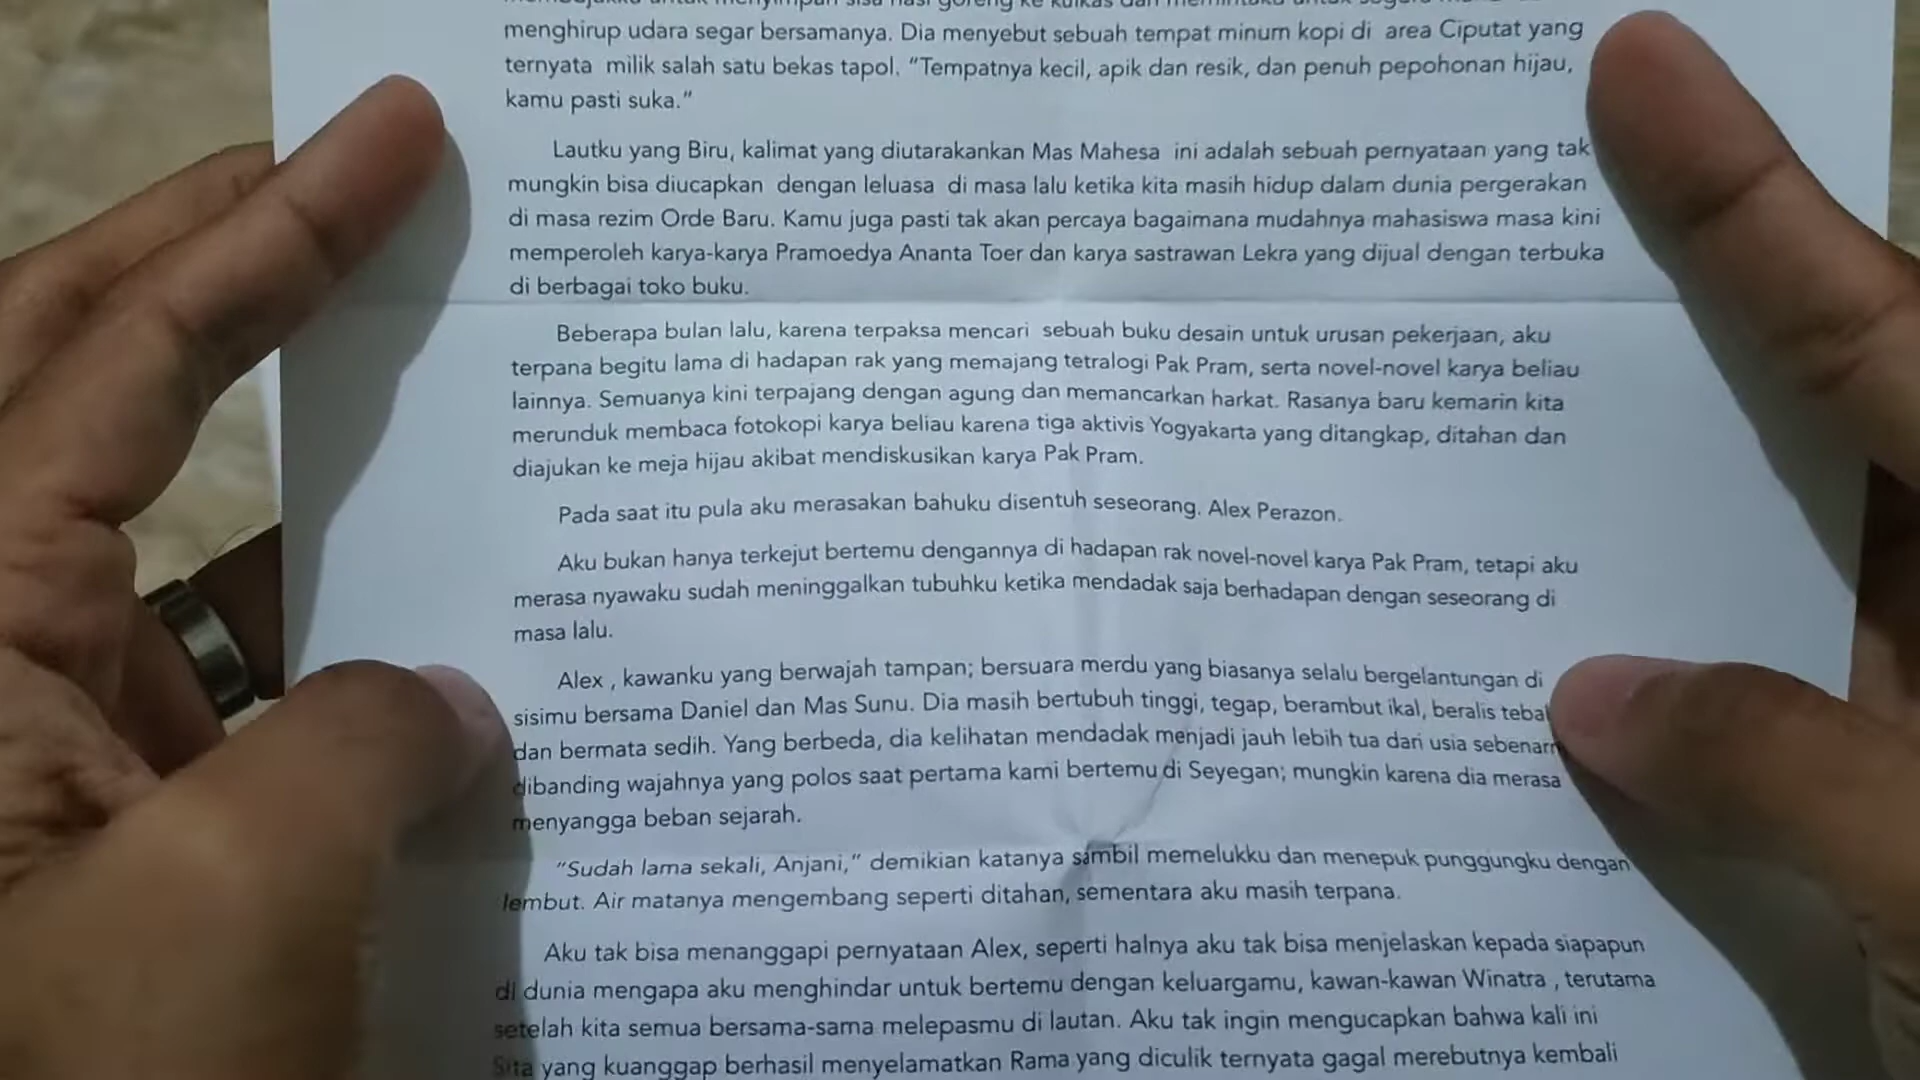 menghirup udara segar bersamanya. Dia menyebut sebuah tempat minum kopi di area Ciputat yang
ternyata milik salah satu bekas tapol. “Tempatnya kecil, apik dan resik, dan penuh pepohonan hijau,
kamu pasti suka.”
Lautku yang Biru, kalimat yang diutarakankan Mas Mahesa ini adalah sebuah pernyataan yang tak
mungkin bisa diucapkan dengan leluasa di masa lalu ketika kita masih hidup dalam dunia pergerakan
di masa rezim Orde Baru. Kamu juga pasti tak akan percaya bagaimana mudahnya mahasiswa masa kini
memperoleh karya-karya Pramoedya Ananta Toer dan karya sastrawan Lekra yang dijual dengan terbuka
di berbagai toko buku.
Beberapa bulan lalu, karena terpaksa mencari sebuah buku desain untuk urusan pekerjaan, aku
terpana begitu lama di hadapan rak yang memajang tetralogi Pak Pram, serta novel-novel karya beliau
lainnya. Semuanya kini terpajang dengan agung dan memancarkan harkat. Rasanya baru kemarin kita
merunduk membaca fotokopi karya beliau karena tiga aktivis Yogyakarta yang ditangkap, ditahan dan
diajukan ke meja hijau akibat mendiskusikan karya Pak Pram.
Pada saat itu pula aku merasakan bahuku disentuh seseorang. Alex Perazon.
Aku bukan hanya terkejut bertemu dengannya di hadapan rak novel-novel karya Pak Pram, tetapi aku
merasa nyawaku sudah meninggalkan tubuhku ketika mendadak saja berhadapan dengan seseorang di
masa lalu.
Alex , kawanku yang berwajah tampan; bersuara merdu yang biasanya selalu bergelantungan di
sisimu bersama Daniel dan Mas Sunu. Dia masih bertubuh tinggi, tegap, berambut ikal, beralis
dan bermata sedih. Yang berbeda, dia kelihatan mendadak menjadi jauh lebih tua dari usia
dibanding wajahnya yang polos saat pertama kami bertemu di Seyegan; mungkin karena dia merasa
menyangga beban sejarah.
“Sudah lama sekali, Anjani,” demikian katanya sambil memelukku dan menepuk punggungku dengan
lembut. Air matanya mengembang seperti ditahan, sementara aku masih terpana.
Aku tak bisa menanggapi pernyataan Alex, seperti halnya aku tak bisa menjelaskan kepada siapapun
di dunia mengapa aku menghindar untuk bertemu dengan keluargamu, kawan-kawan Winatra , terutama
setelah kita semua bersama-sama melepasmu di lautan. Aku tak ingin mengucapkan bahwa kali ini
Sita yang kuanggap berhasil menyelamatkan Rama yang diculik ternyata gagal merebutnya kembali